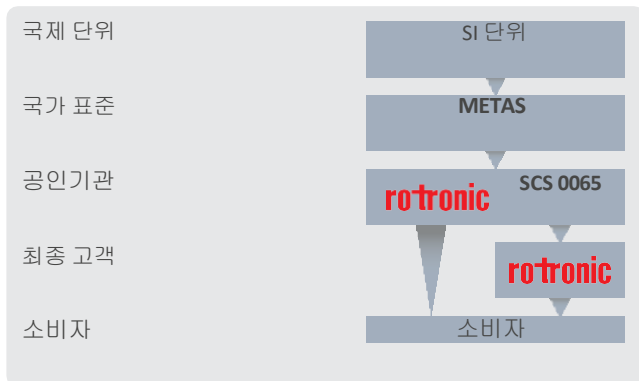 국제 단위
SI 단위
국가 표준
METAS
공인기관
rotronic SCS 0065
최종 고객
rotronic
소비자
소비자